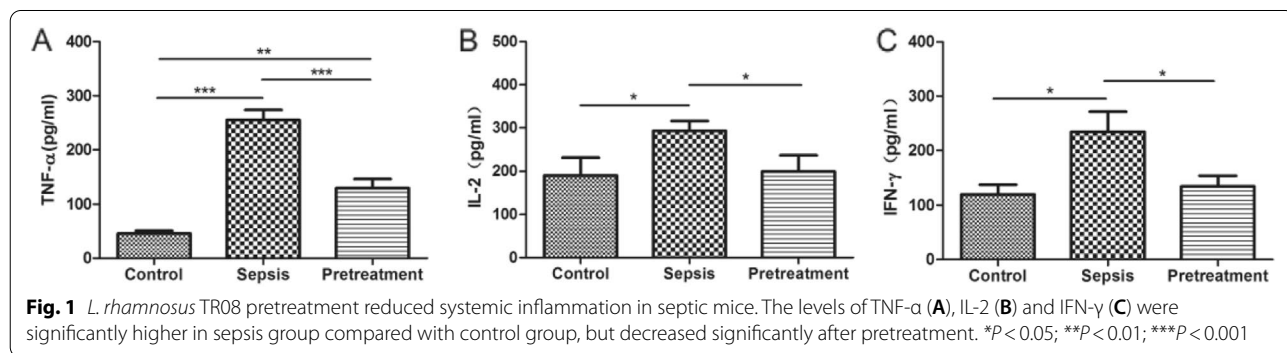 A
TNF-α(pg/ml)
400
300
200
100
0
**
***
***
Control Sepsis Pretreatment
B
IL-2 (pg/ml)
500
400
300
200
100
0
*
*
Control Sepsis Pretreatment
C
IFN-γ (pg/ml)
400
300
200
100
0
*
*
Control Sepsis Pretreatment
Fig. 1 L. rhamnosus TR08 pretreatment reduced systemic inflammation in septic mice. The levels of TNF-α (A), IL-2 (B) and IFN-γ (C) were
significantly higher in sepsis group compared with control group, but decreased significantly after pretreatment. *P < 0.05; **P < 0.01; ***P < 0.001